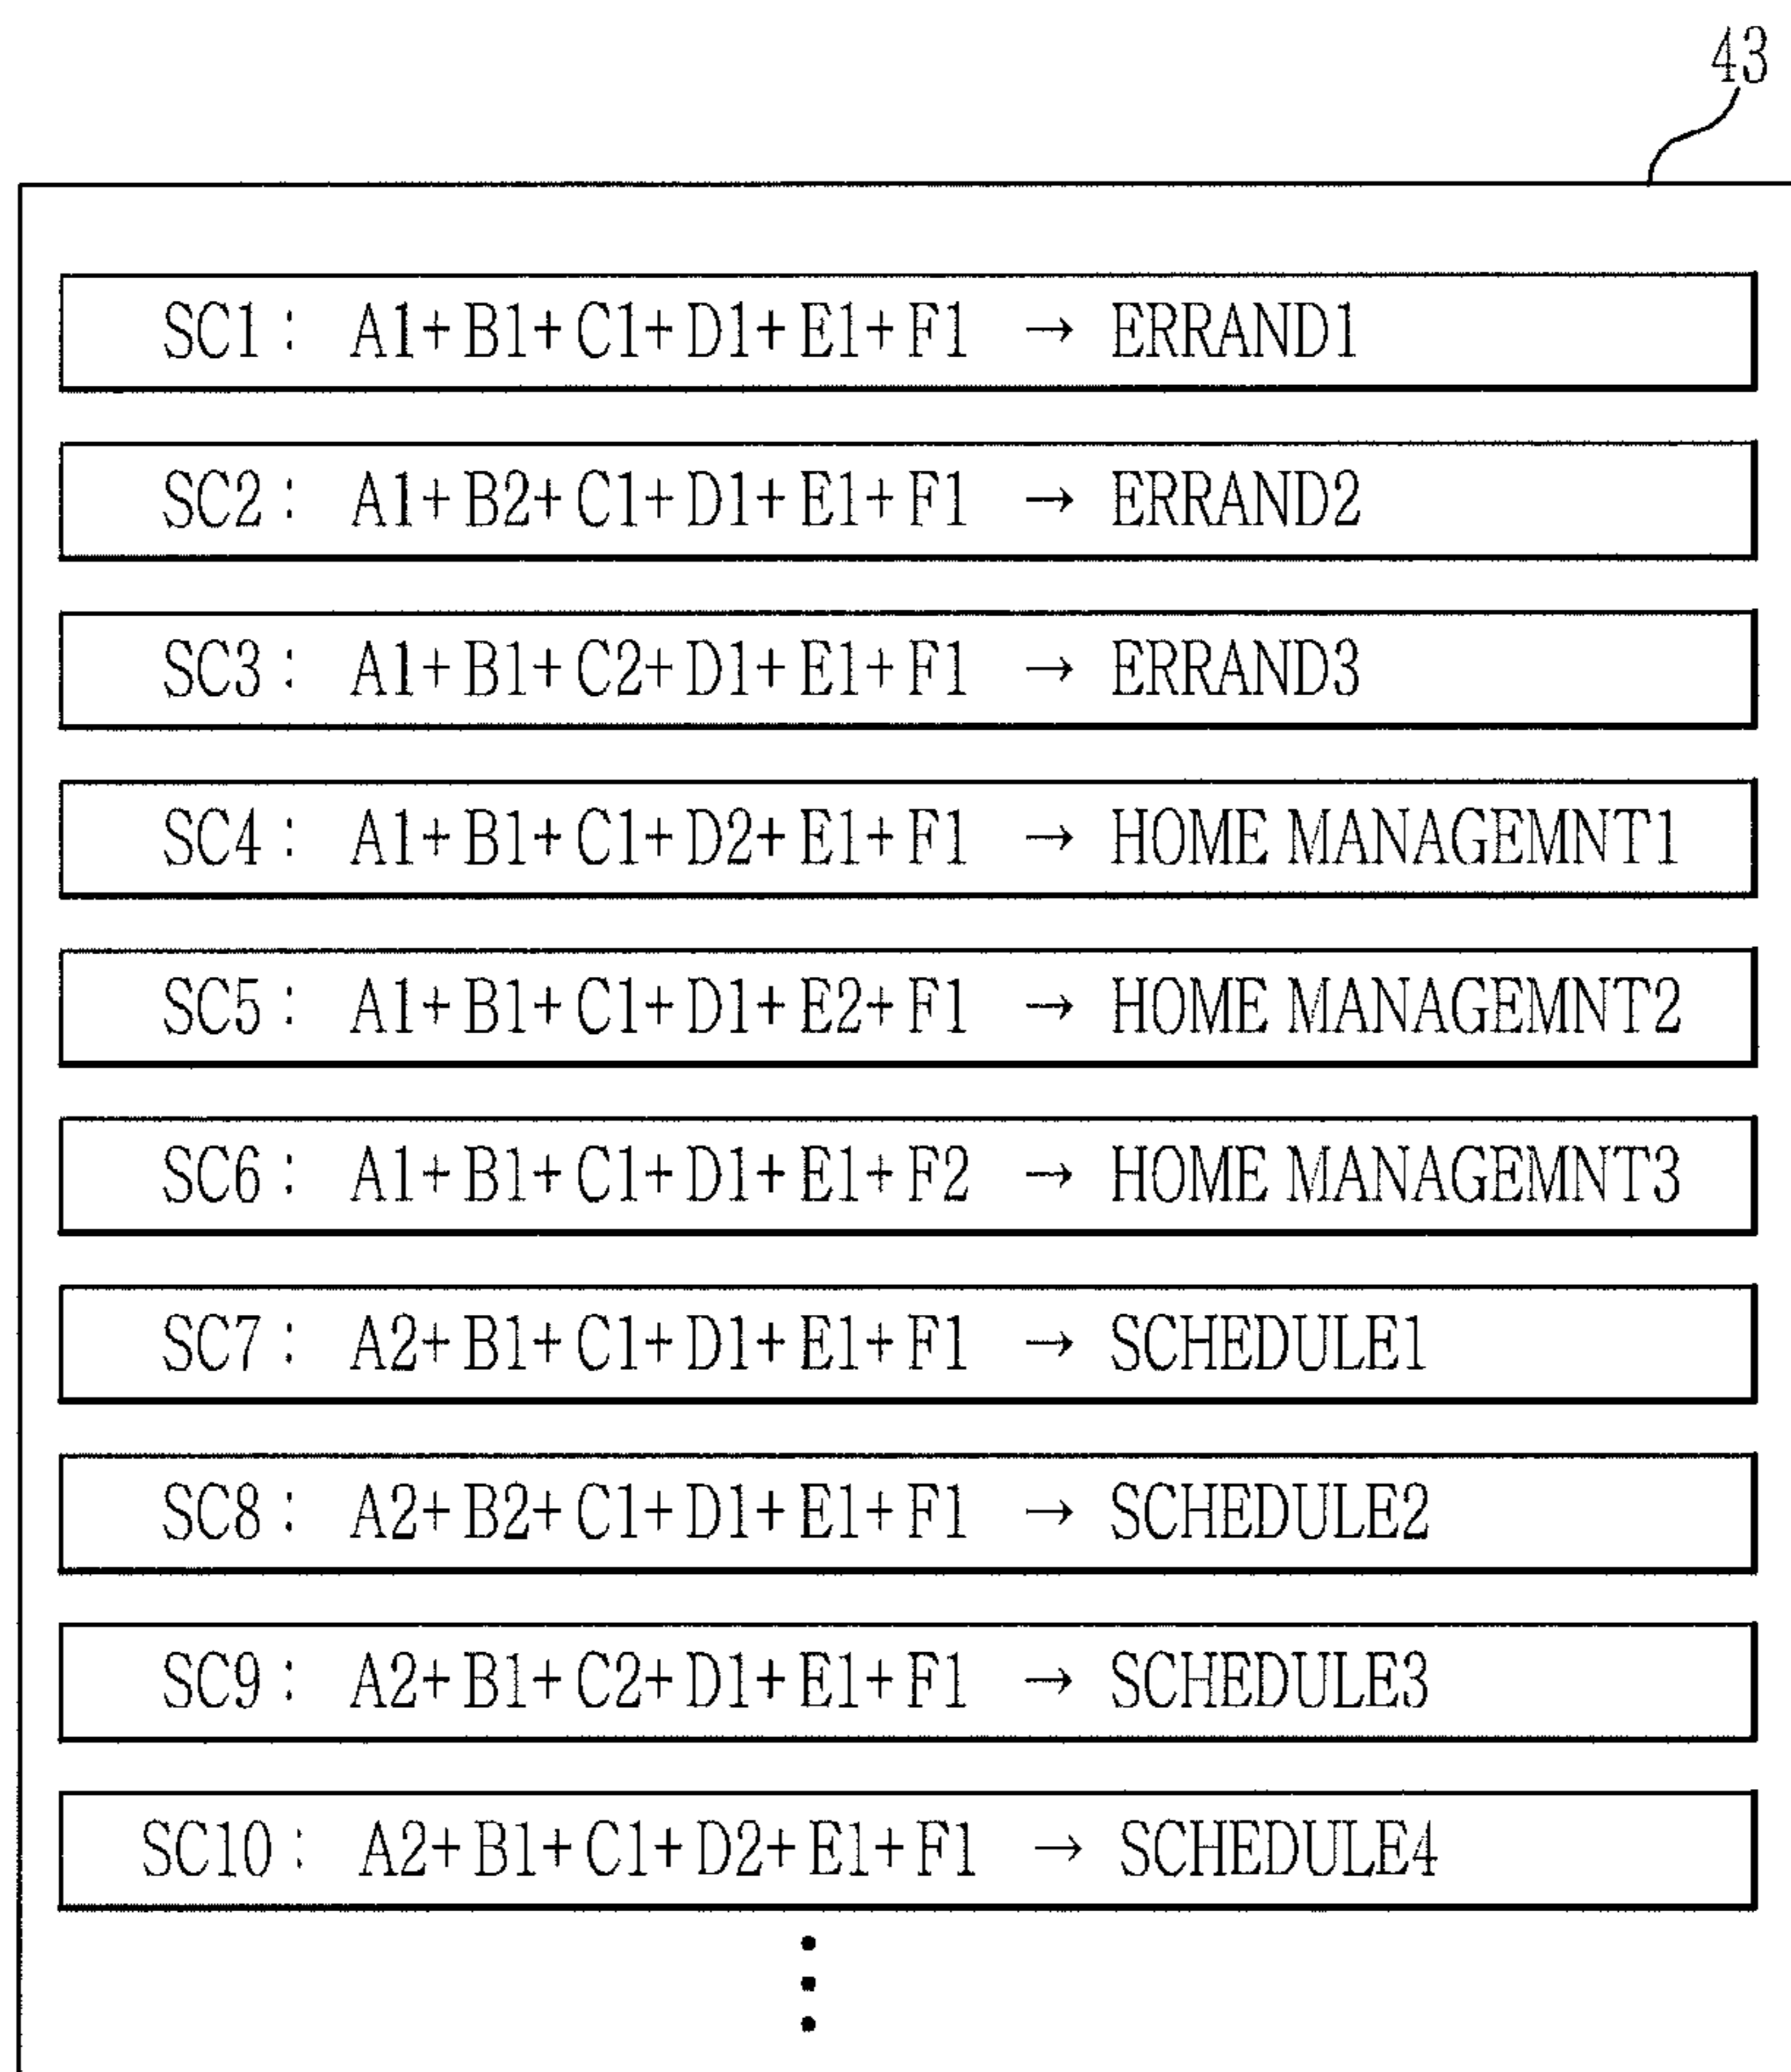 43
SC1 : A1+B1+C1+D1+E1+F1 → ERRAND1
SC2 : A1+B2+C1+D1+E1+F1 → ERRAND2
SC3 : A1+B1+C2+D1+E1+F1 → ERRAND3
SC4 : A1+B1+C1+D2+E1+F1 → HOME MANAGEMNT1
SC5 : A1+B1+C1+D1+E2+F1 → HOME MANAGEMNT2
SC6 : A1+B1+C1+D1+E1+F2 → HOME MANAGEMNT3
SC7 : A2+B1+C1+D1+E1+F1 → SCHEDULE1
SC8 : A2+B2+C1+D1+E1+F1 → SCHEDULE2
SC9 : A2+B1+C2+D1+E1+F1 → SCHEDULE3
SC10 : A2+B1+C1+D2+E1+F1 → SCHEDULE4